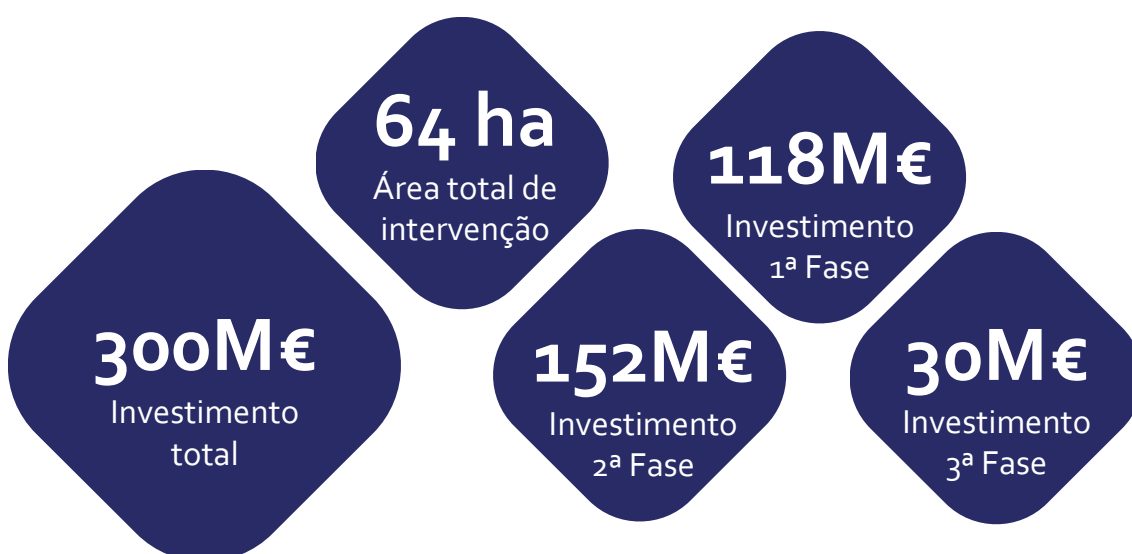 64 ha
Área total de
intervenção
118M€
Investimento
1ª Fase
300M€
Investimento
total
152M€
Investimento
2ª Fase
30M€
Investimento
3ª Fase